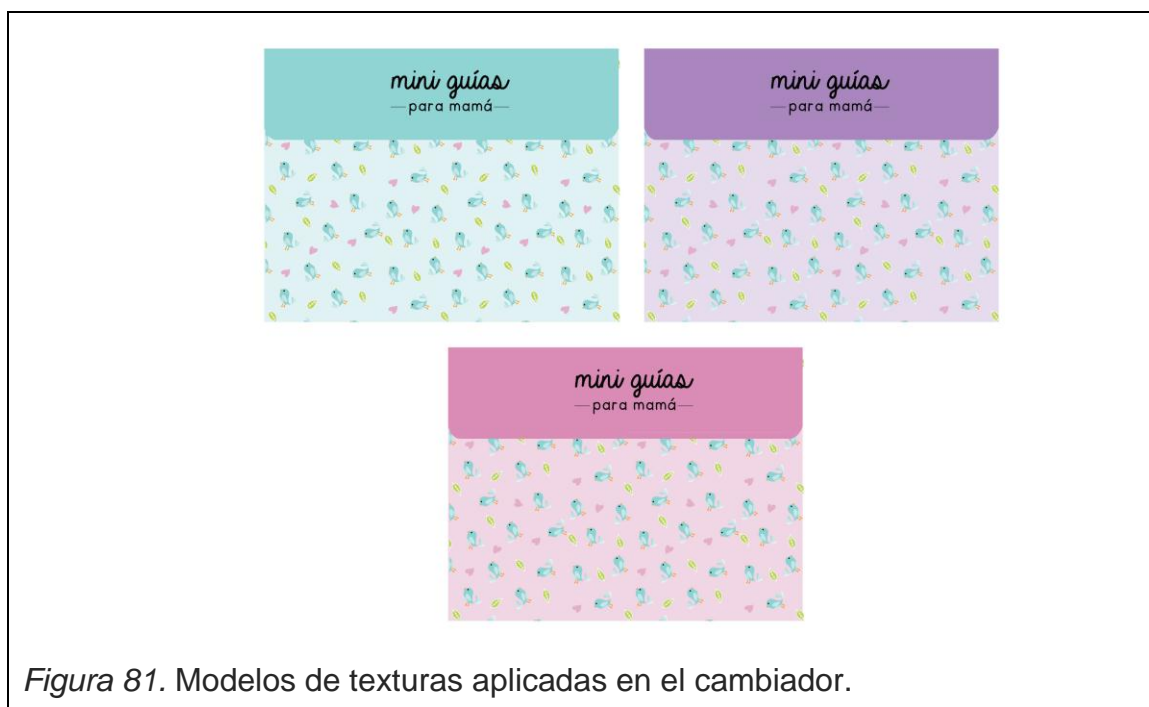 mini guías
—para mamá—
mini guías
—para mamá—
mini guías
—para mamá—
Figura 81. Modelos de texturas aplicadas en el cambiador.